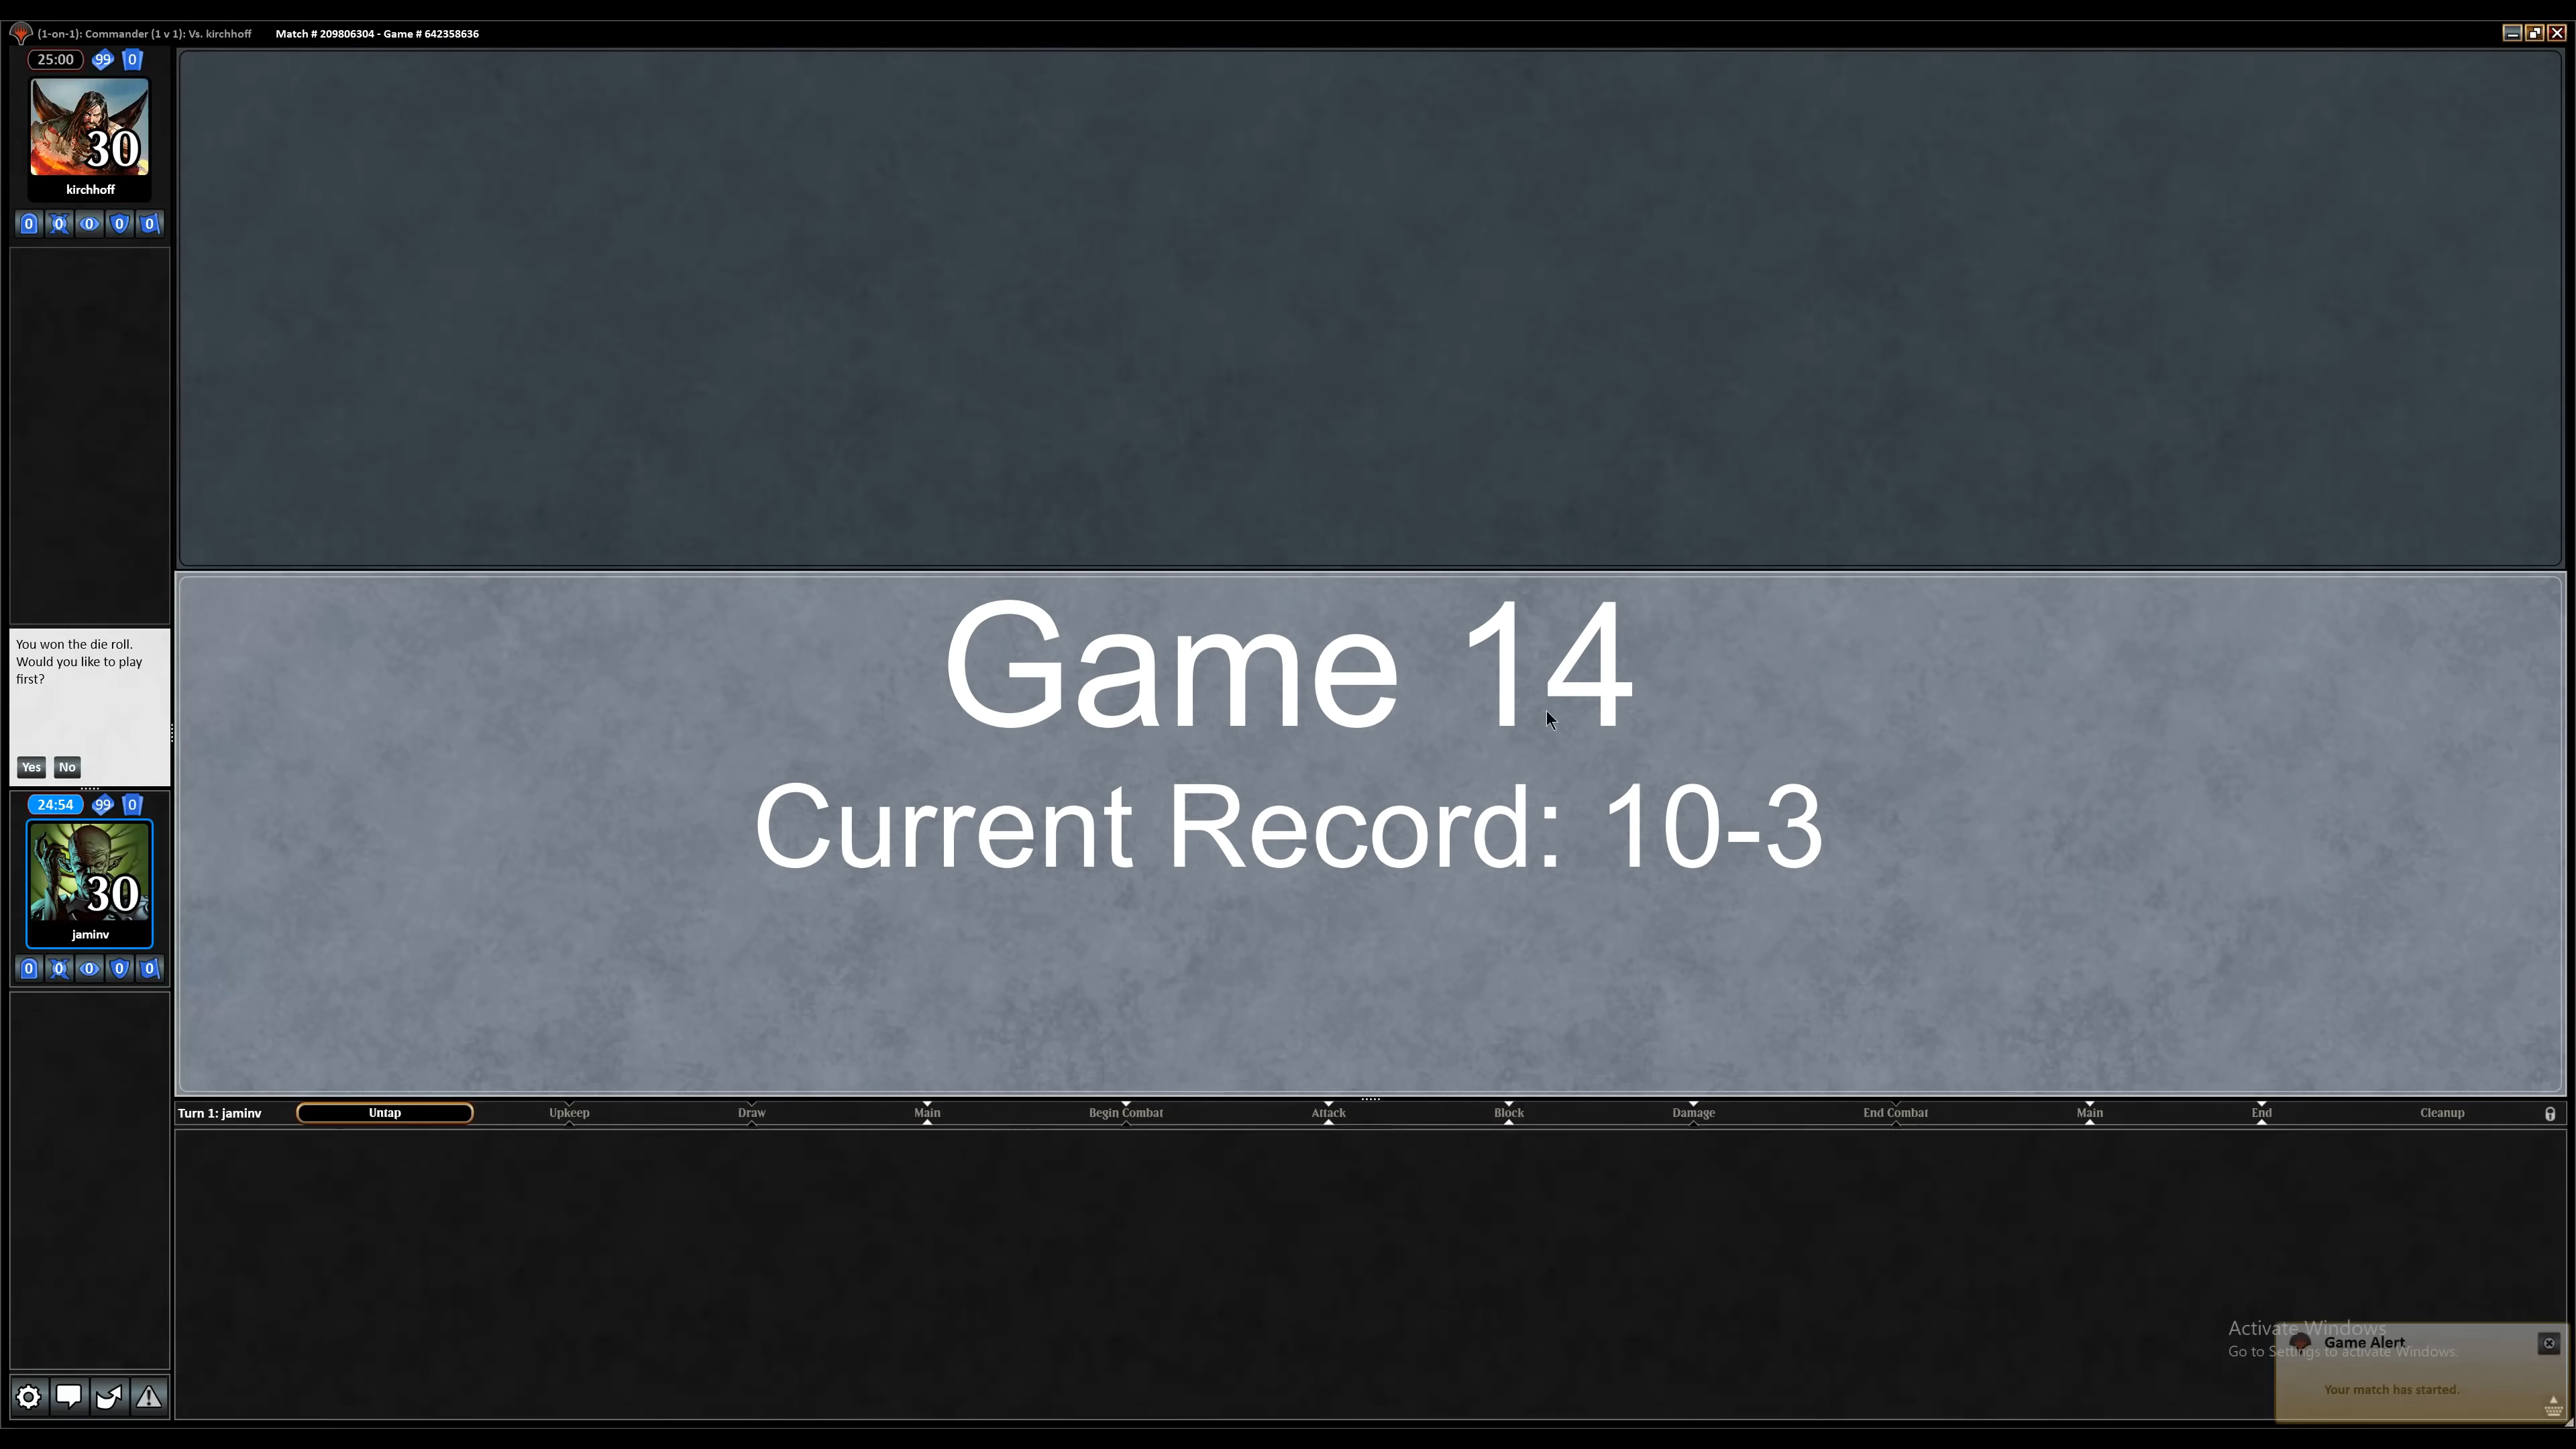 (1-on-1): Commander (1 v 1): Vs. kirchhoff Match # 209806304 - Game # 642358636
25:00 99 0
30
kirchhoff
0 0 0 0 0
You won the die roll.
Would you like to play
first?
Yes No
Game 14
Current Record: 10-3
24:54 99 0
30
jaminv
0 0 0 0 0
Turn 1: jaminv Untap Upkeep Draw Main Begin Combat Attack Block Damage End Combat Main End Cleanup
Activate Windows
Go to Settings to activate Windows.
Game Alert
Your match has started.